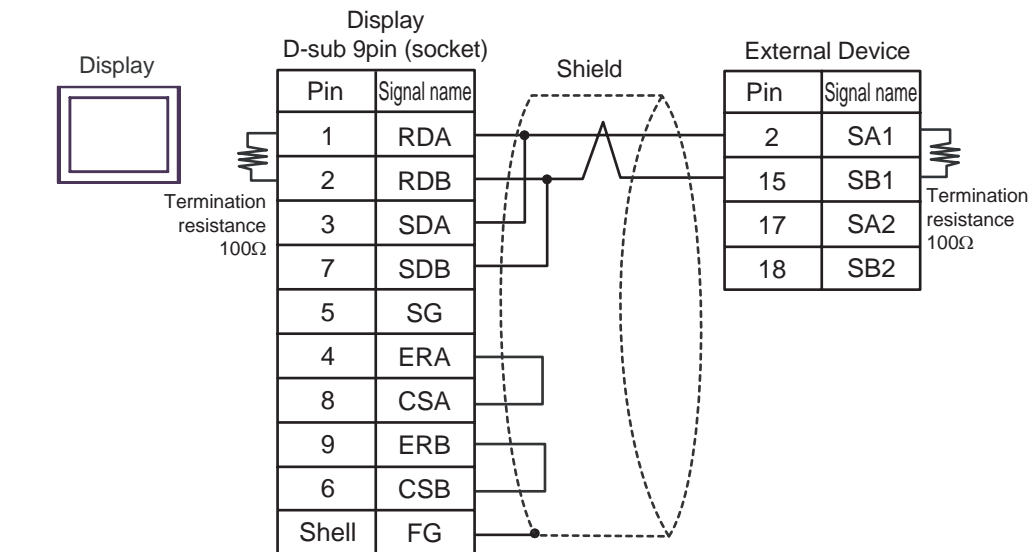 Display
Display
D-sub 9pin (socket)
Shield
External Device
Pin Signal name
Pin Signal name
1 RDA
2 SA1
2 RDB
15 SB1
3 SDA
17 SA2
7 SDB
18 SB2
5 SG
4 ERA
8 CSA
9 ERB
6 CSB
Shell FG
Termination
resistance
100Ω
Termination
resistance
100Ω